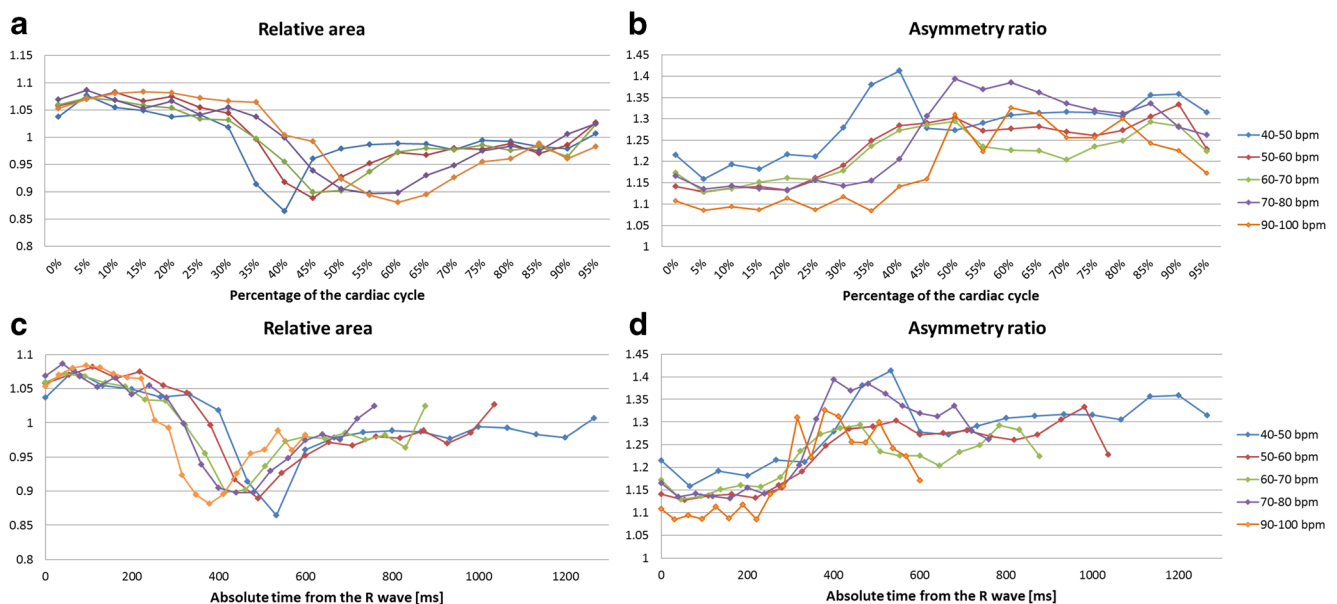 a
Relative area
1.15
1.1
1.05
1
0.95
0.9
0.85
0.8
0% 5% 10% 15% 20% 25% 30% 35% 40% 45% 50% 55% 60% 65% 70% 75% 80% 85% 90% 95%
Percentage of the cardiac cycle
b
Asymmetry ratio
1.45
1.4
1.35
1.3
1.25
1.2
1.15
1.1
1.05
1
0% 5% 10% 15% 20% 25% 30% 35% 40% 45% 50% 55% 60% 65% 70% 75% 80% 85% 90% 95%
Percentage of the cardiac cycle
40-50 bpm
50-60 bpm
60-70 bpm
70-80 bpm
90-100 bpm
c
Relative area
1.1
1.05
1
0.95
0.9
0.85
0.8
0 200 400 600 800 1000 1200
Absolute time from the R wave [ms]
d
Asymmetry ratio
1.45
1.4
1.35
1.3
1.25
1.2
1.15
1.1
1.05
1
0 200 400 600 800 1000 1200
Absolute time from the R wave [ms]
40-50 bpm
50-60 bpm
60-70 bpm
70-80 bpm
90-100 bpm